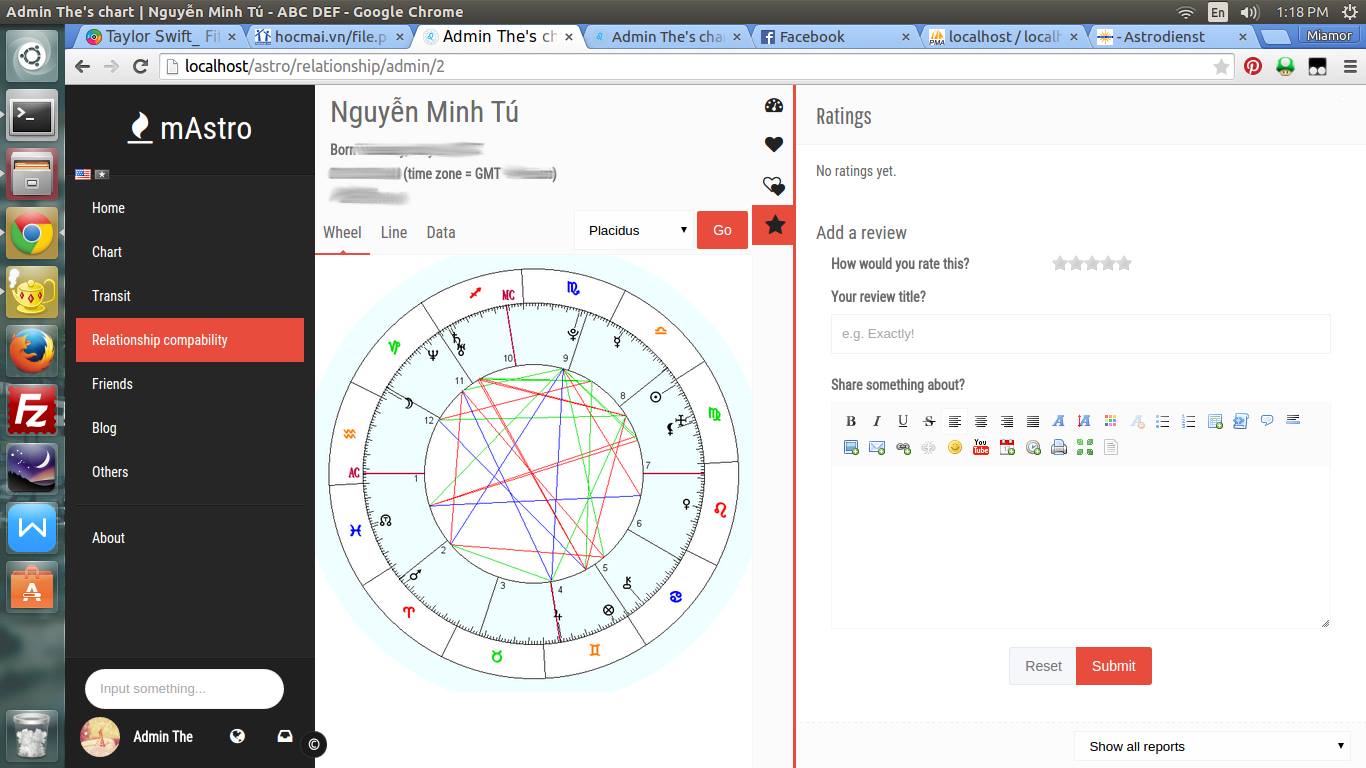 Admin The's chart | Nguyễn Minh Tú - ABC DEF - Google Chrome
En
1:18 PM
Taylor Swift_ Fi
hocmai.vn/file.p
Admin The's ch
Admin The's cha
Facebook
localhost / localh
- Astrodienst
Miamor
localhost/astro/relationship/admin/2
mAstro
Home
Chart
Transit
Relationship compability
Friends
Blog
Others
About
Input something...
Admin The
©
Nguyễn Minh Tú
Born
(time zone = GMT )
Wheel
Line
Data
Placidus
Go
MC
10
9
11
8
12
AC
1
7
6
2
3
4
5
Ratings
No ratings yet.
Add a review
How would you rate this?
Your review title?
e.g. Exactly!
Share something about?
B I U S
You Tube
Reset
Submit
Show all reports